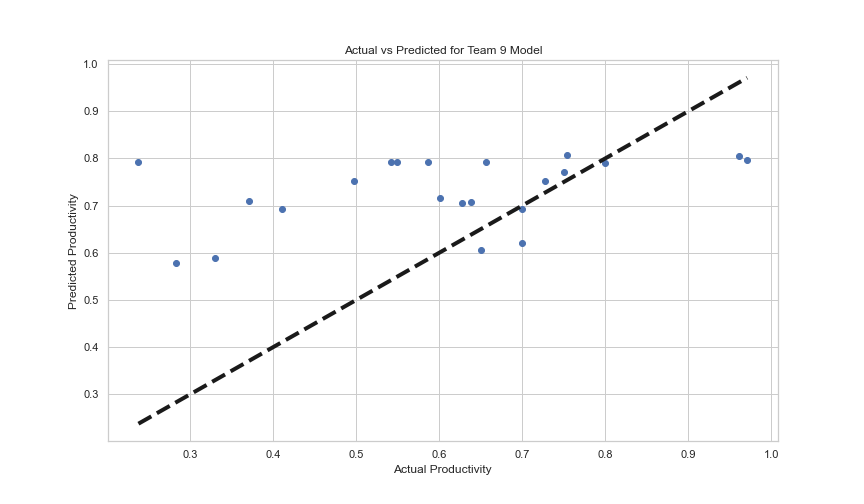 Actual vs Predicted for Team 9 Model
1.0
0.9
0.8
0.7
0.6
0.5
0.4
0.3
Predicted Productivity
0.3 0.4 0.5 0.6 0.7 0.8 0.9 1.0
Actual Productivity